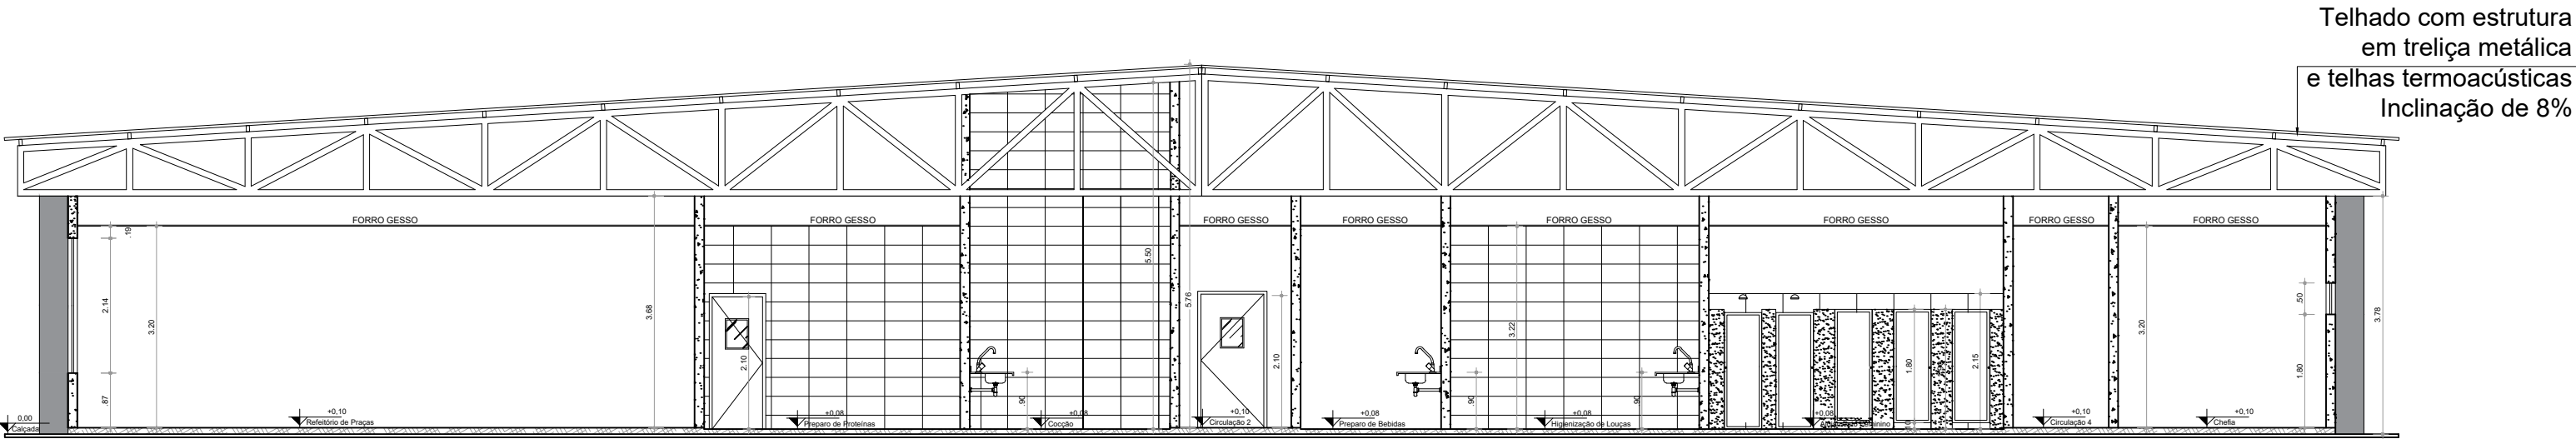 Telhado com estrutura
em treliça metálica
e telhas termoacústicas
Inclinação de 8%
FORRO GESSO
FORRO GESSO
FORRO GESSO
FORRO GESSO
FORRO GESSO
FORRO GESSO
FORRO GESSO
FORRO GESSO
.19
2.14
3.20
.87
3.68
2.10
.90
5.50
5.76
2.10
3.22
.90
.90
1.80
2.15
3.20
.50
1.80
3.78
0,00
Calçada
+0,10
Refeitório de Praças
+0,08
Preparo de Proteínas
+0,08
Cocção
+0,10
Circulação 2
+0,08
Preparo de Bebidas
+0,08
Higienização de Louças
+0,08
+0,10
Circulação 4
+0,10
Chefia